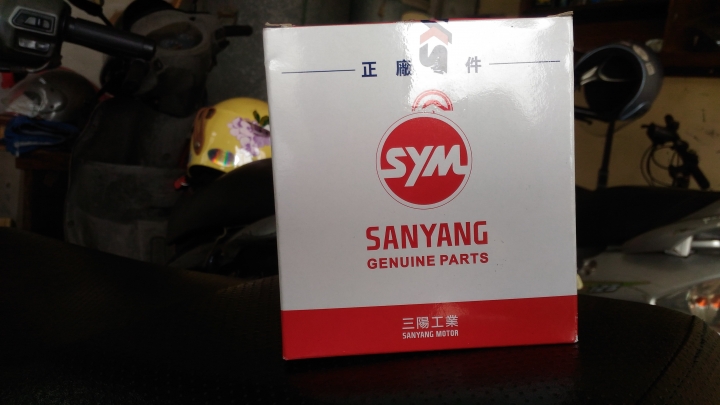 正廠 件
SYM
SANYANG
GENUINE PARTS
三陽工業
SANYANG MOTOR